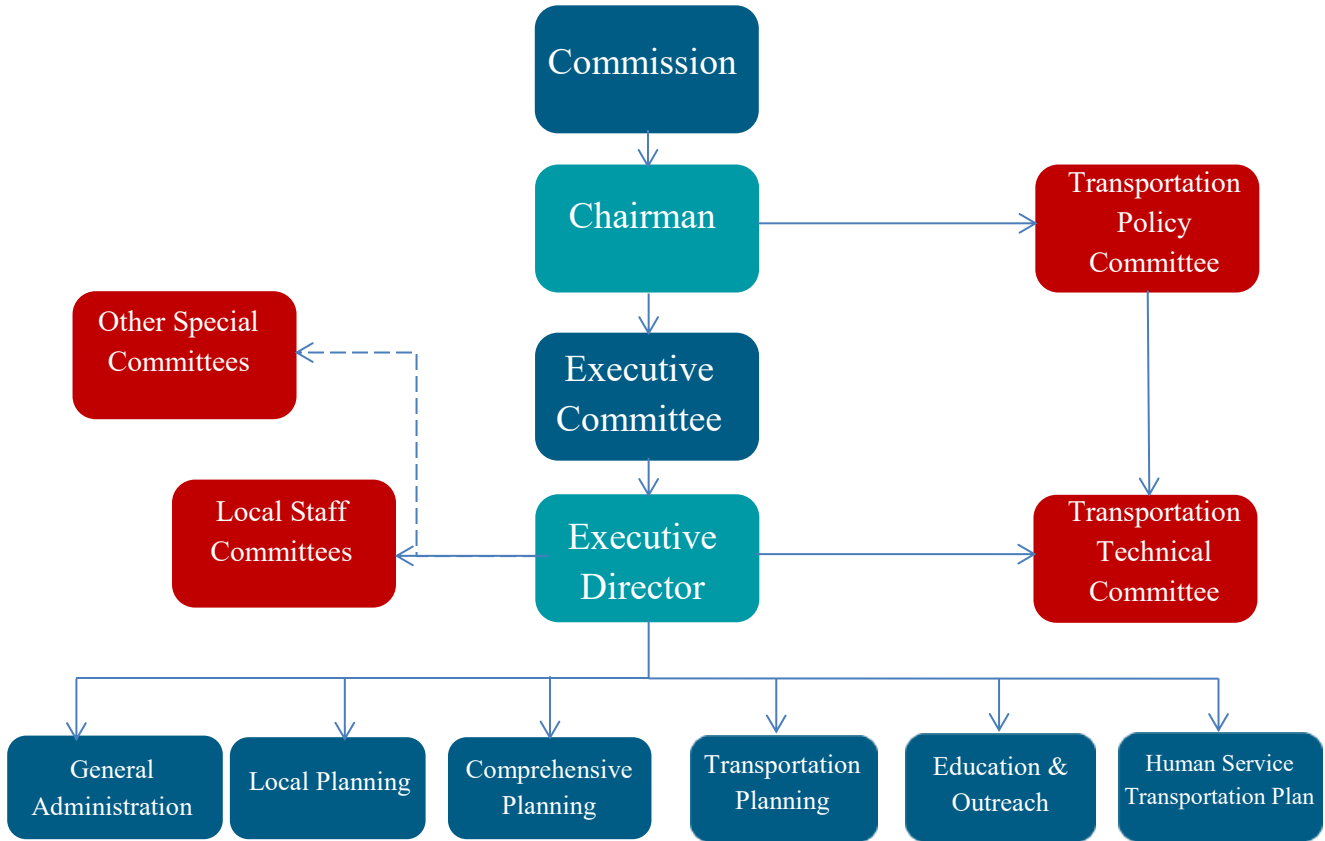 Commission
Chairman
Transportation
Policy
Committee
Other Special
Committees
Executive
Committee
Local Staff
Committees
Executive
Director
Transportation
Technical
Committee
General
Administration
Local Planning
Comprehensive
Planning
Transportation
Planning
Education &
Outreach
Human Service
Transportation Plan